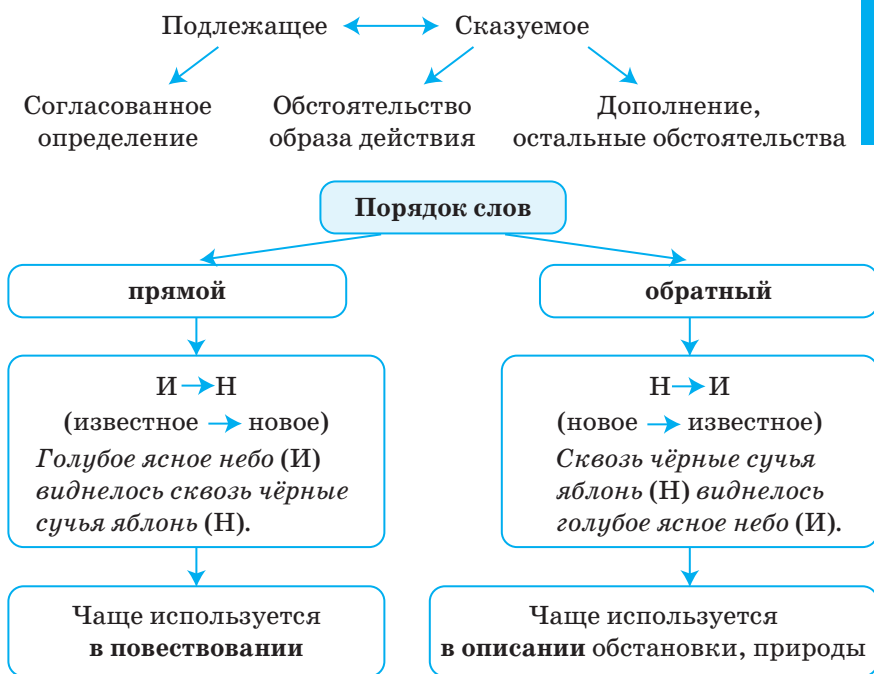 Подлежащее Сказуемое
Согласованное
определение
Обстоятельство
образа действия
Дополнение,
остальные обстоятельства
Порядок слов
прямой
И Н
(известное новое)
Голубое ясное небо (И)
виднелось сквозь чёрные
сучья яблонь (Н).
Чаще используется
в повествовании
обратный
Н И
(новое известное)
Сквозь чёрные сучья
яблонь (Н) виднелось
голубое ясное небо (И).
Чаще используется
в описании обстановки, природы